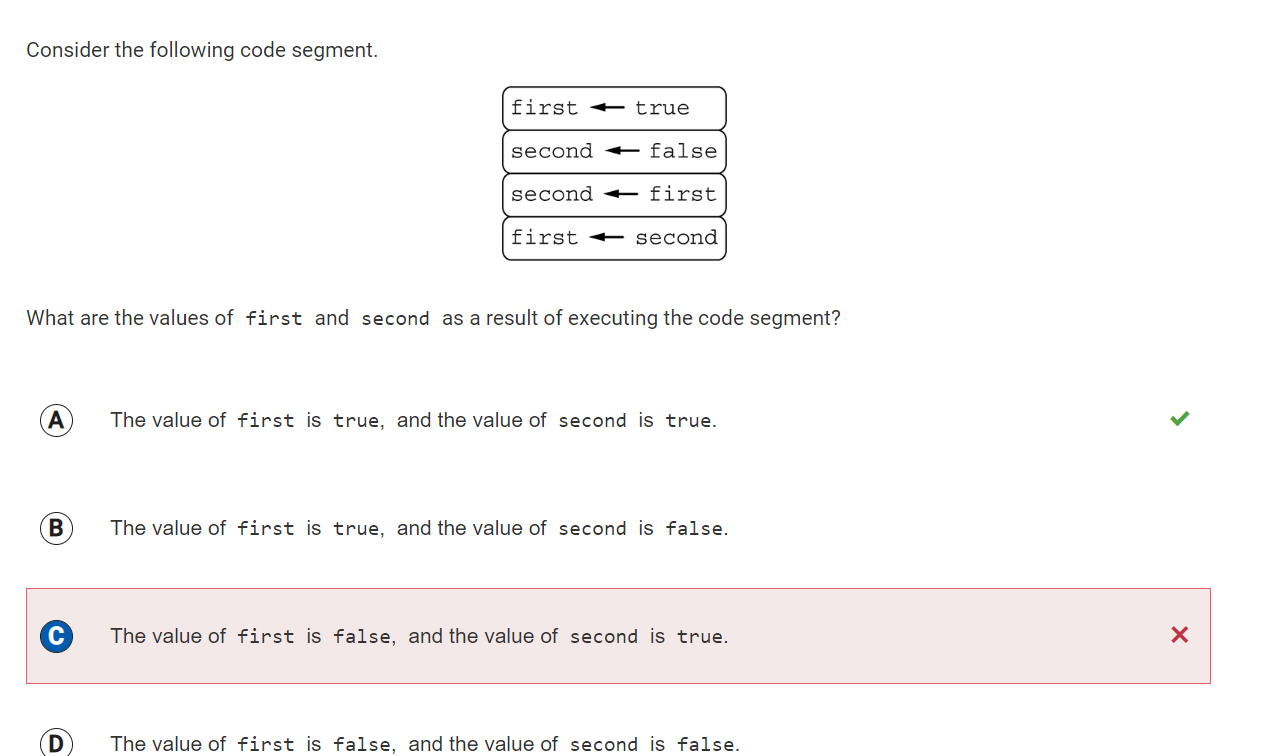 Consider the following code segment.
first ← true
second ← false
second ← first
first ← second
What are the values of first and second as a result of executing the code segment?
A The value of first is true, and the value of second is true.
B The value of first is true, and the value of second is false.
C The value of first is false, and the value of second is true.
D The value of first is false, and the value of second is false.